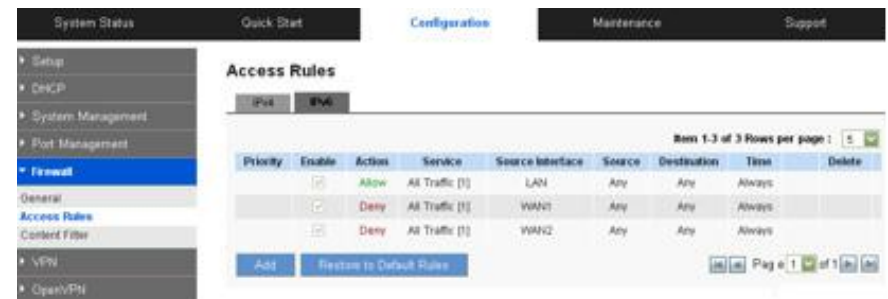 System Status Quick Start Configuration Maintenance Support
Setup
DHCP
System Management
Port Management
Firewall
General
Access Rules
Content Filter
VPN
OpenVPN
Access Rules
IPv4 IPv6
Item 1-3 of 3 Rows per page : 5
Priority Enable Action Service Source Interface Source Destination Time Delete
Allow All Traffic [1] LAN Any Any Always
Deny All Traffic [1] WAN1 Any Any Always
Deny All Traffic [1] WAN2 Any Any Always
Add Restore to Default Rules Page 1 of 1